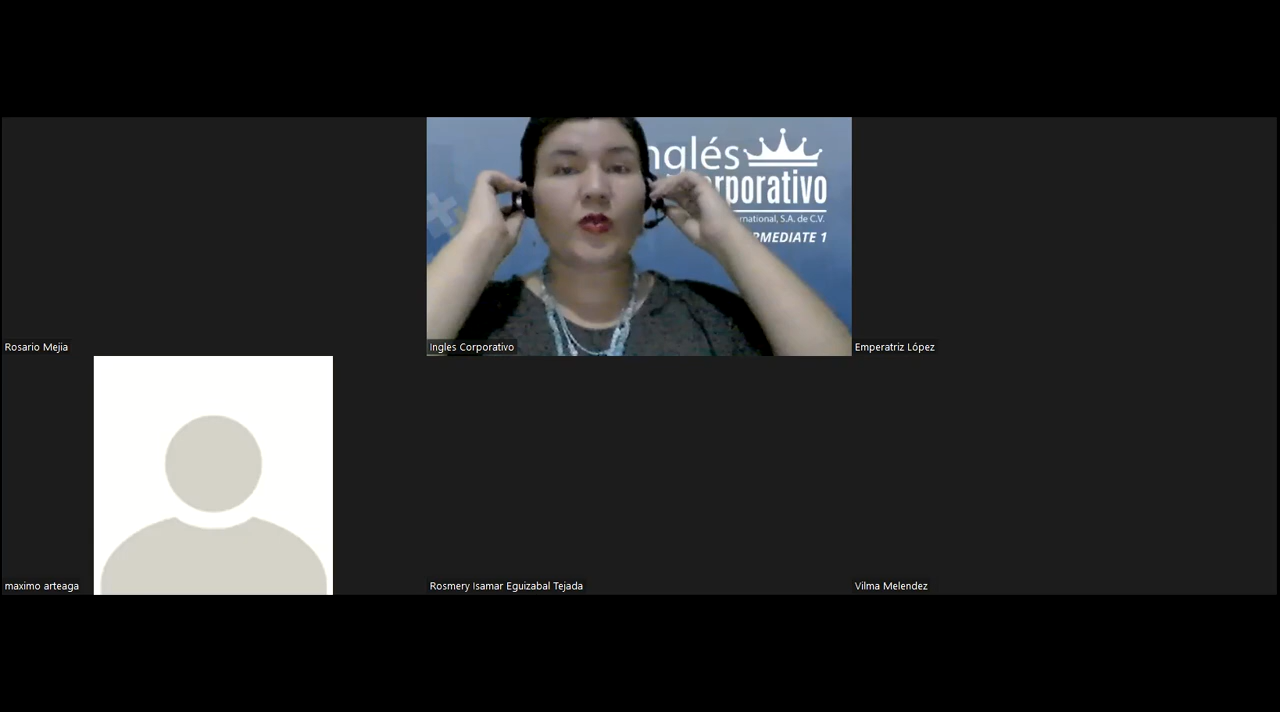 nglés
rporativo
rnational, S.A. de C.V.
RMEDIATE 1
Rosario Mejia
Ingles Corporativo
Emperatriz López
maximo arteaga
Rosmery Isamar Eguizabal Tejada
Vilma Melendez